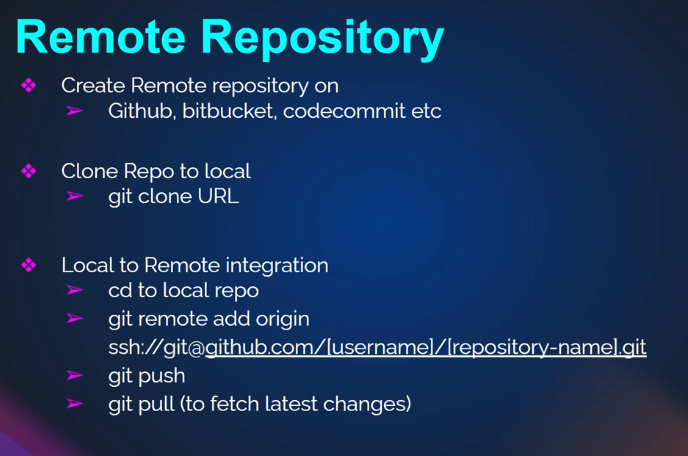 Remote Repository
❖ Create Remote repository on
➢ Github, bitbucket, codecommit etc
❖ Clone Repo to local
➢ git clone URL
❖ Local to Remote integration
➢ cd to local repo
➢ git remote add origin
ssh://git@github.com/[username]/[repository-name].git
➢ git push
➢ git pull (to fetch latest changes)